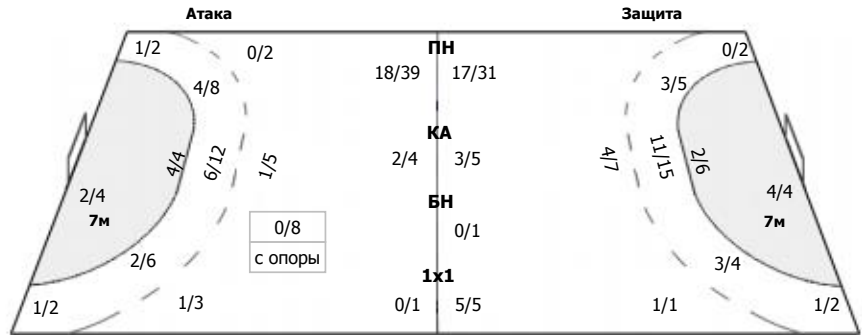 Атака Защита
1/2 0/2 ПН 0/2
18/39 17/31
4/8 3/5
КА
4/4 6/12 1/5 2/4 3/5 4/7 11/15 2/6
2/4 4/4
7м БН 7м
0/8 0/1
с опоры
2/6 3/4
1х1
1/2 1/3 0/1 5/5 1/1 1/2